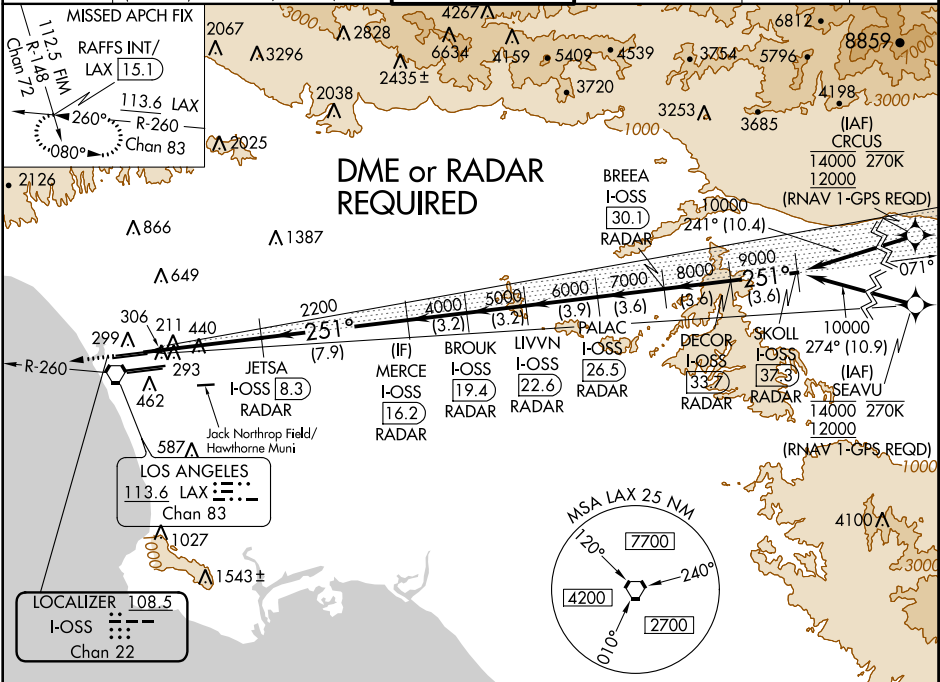 MISSED APCH FIX
112.5 FIM
R-148
Chan 72
RAFFS INT/
LAX 15.1
113.6 LAX
R-260
Chan 83
260°
080°
2067
3296
2828
4267
6634
2435±
4159
5409
4539
3720
3754
5796
6812
8859
4198
3000
3000
3253
3685
1000
2038
2025
2126
866
1387
649
DME or RADAR
REQUIRED
(IAF)
CRCUS
14000 270K
12000
(RNAV 1-GPS REQD)
BREEA
I-OSS
30.1
RADAR
10000
241° (10.4)
071°
9000
251°
(3.6)
8000
(3.6)
7000
(3.6)
6000
(3.9)
5000
(3.2)
4000
(3.2)
2200
251°
(7.9)
10000
274° (10.9)
306
299
211
440
293
462
R-260
JETSA
I-OSS 8.3
RADAR
(IF)
MERCE
I-OSS
16.2
RADAR
BROUK
I-OSS
19.4
RADAR
LIVVN
I-OSS
22.6
RADAR
PALAC
I-OSS
26.5
RADAR
DECOR
I-OSS
33.7
RADAR
SKOLL
I-OSS
37.3
RADAR
(IAF)
SEAVU
14000 270K
12000
(RNAV 1-GPS REQD)
1000
Jack Northrop Field/
Hawthorne Muni
587
LOS ANGELES
113.6 LAX
Chan 83
1027
1000
1543±
4100
LOCALIZER 108.5
I-OSS
Chan 22
MSA LAX 25 NM
120°
7700
240°
4200
2700
010°